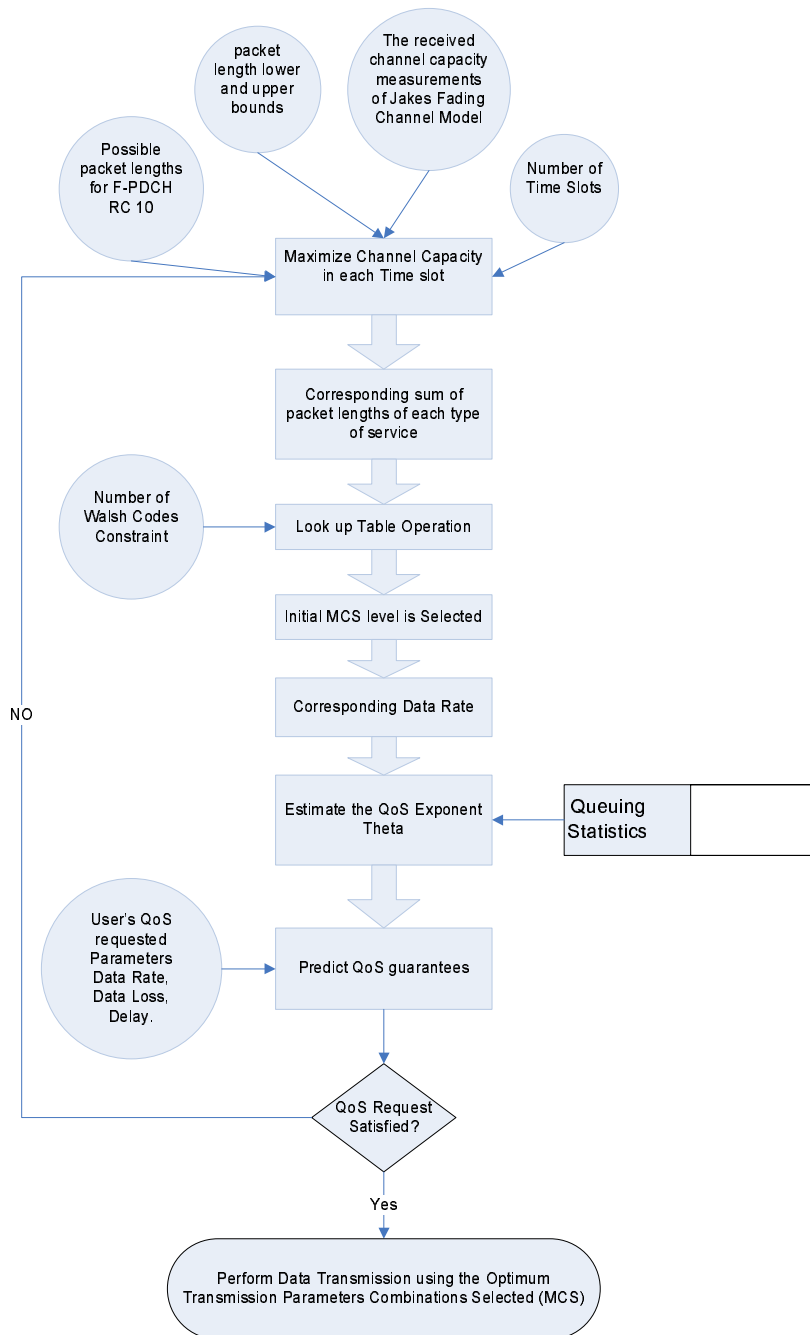 packet
length lower
and upper
bounds
The received
channel capacity
measurements
of Jakes Fading
Channel Model
Possible
packet lengths
for F-PDCH
RC 10
Number of
Time Slots
Maximize Channel Capacity
in each Time slot
Corresponding sum of
packet lengths of each type
of service
Number of
Walsh Codes
Constraint
Look up Table Operation
Initial MCS level is Selected
Corresponding Data Rate
NO
Estimate the QoS Exponent
Theta
Queuing
Statistics
User's QoS
requested
Parameters
Data Rate,
Data Loss,
Delay.
Predict QoS guarantees
QoS Request
Satisfied?
Yes
Perform Data Transmission using the Optimum
Transmission Parameters Combinations Selected (MCS)